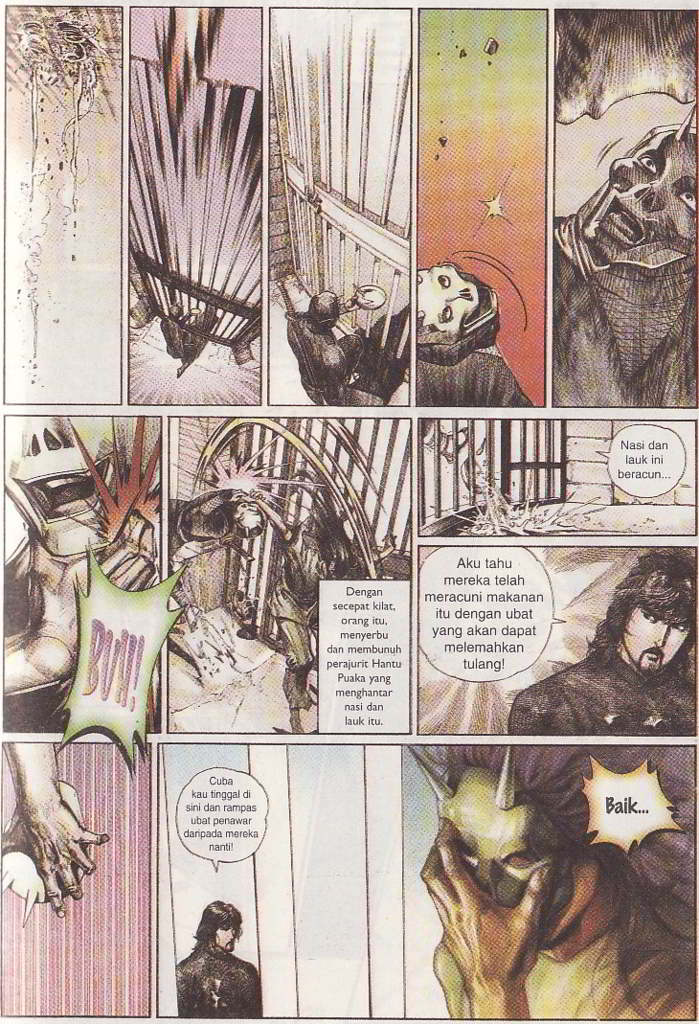 BUK!
Dengan
secepat kilat,
orang itu,
menyerbu
dan membunuh
perajurit Hantu
Puaka yang
menghantar
nasi dan
lauk itu.
Nasi dan
lauk ini
beracun...
Aku tahu
mereka telah
meracuni makanan
itu dengan ubat
yang akan dapat
melemahkan
tulang!
Cuba
kau tinggal di
sini dan rampas
ubat penawar
daripada mereka
nanti!
Baik...